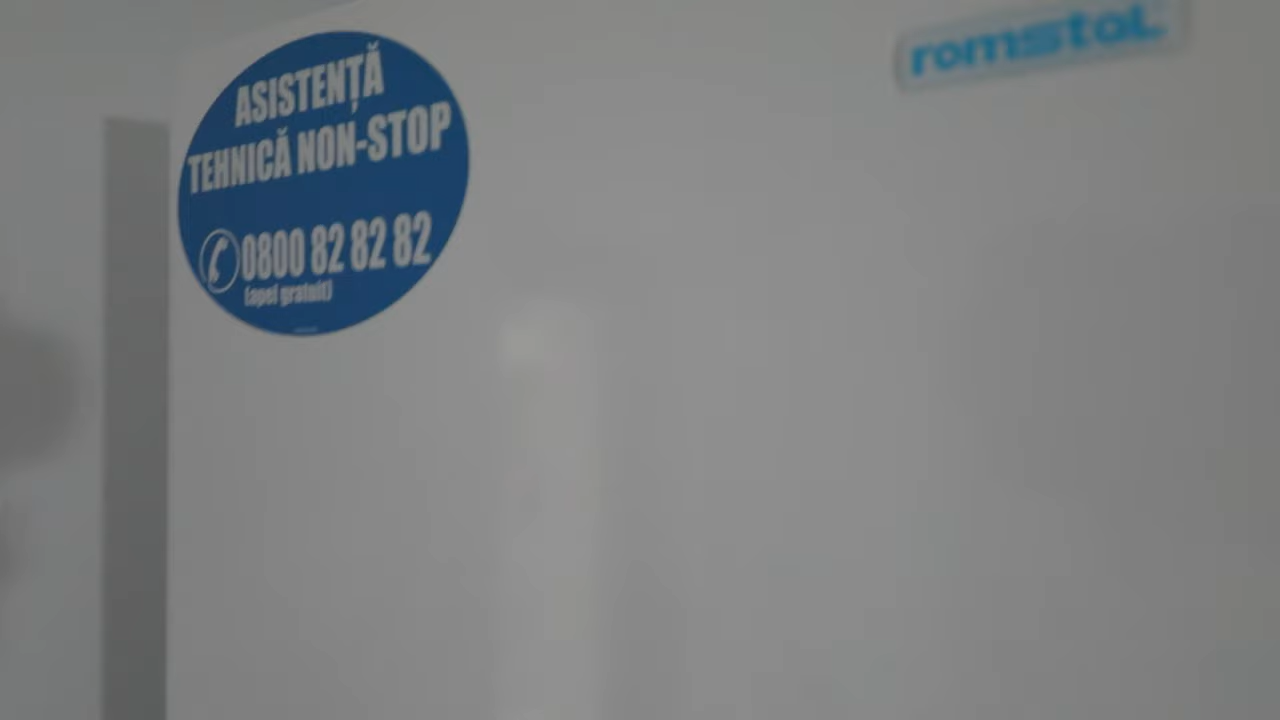 ASISTENȚĂ
TEHNICĂ NON-STOP
0800 82 82 82
(apel gratuit)
romstal